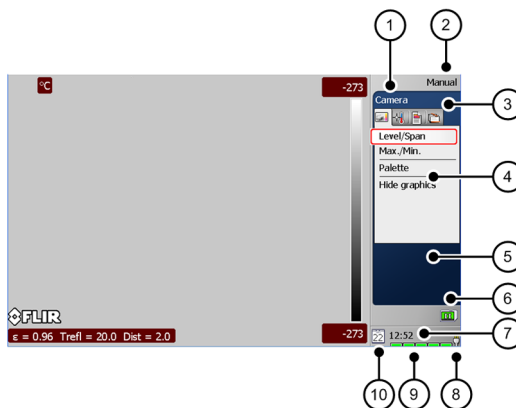 1
2
Manual
°C
-273
Camera
3
Level/Span
Max./Min.
Palette
4
Hide graphics
5
6
FLIR
-273
ε = 0.96 Trefl = 20.0 Dist = 2.0
22
12:52
7
10
9
8